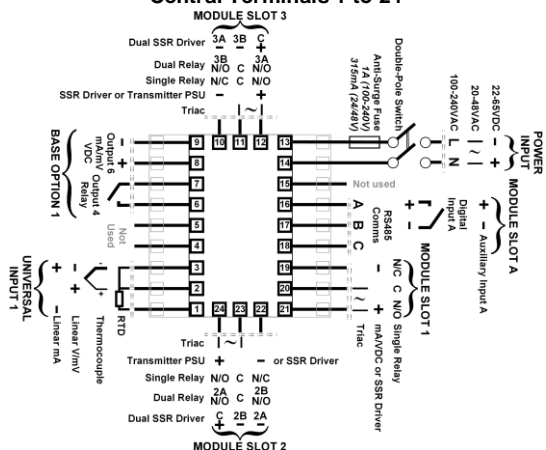 Central Terminals 1 to 24
MODULE SLOT 3
3A 3B C
Dual SSR Driver – – +
3B 3A
Dual Relay N/O C N/O
Single Relay N/C C N/O
SSR Driver or Transmitter PSU – +
Triac | ~ |
10 11 12
9
8
7
6
5
4
3
2
1
13
14
15
16
17
18
19
20
21
24 23 22
BASE OPTION 1
Output 6
mA/mV
VDC
– +
Output 4
Relay
Not
Used
UNIVERSAL
INPUT 1
+ –
Linear mA
– +
Linear V/mV
– +
Thermocouple
RTD
Anti-Surge Fuse
1A (100-240V)
315mA (24/48V)
Double-Pole Switch
100-240VAC
L N
20-48VAC
| ~ |
22-65VDC
– +
POWER
INPUT
Not used
A B C
RS485
Comms
Digital
Input A
+ –
Auxiliary Input A
+ –
MODULE SLOT A
MODULE SLOT 1
N/C C N/O Single Relay
– + mA/VDC or SSR Driver
~
Triac
Triac | ~ |
Transmitter PSU + – or SSR Driver
Single Relay N/O C N/C
2A 2B
Dual Relay N/O C N/O
Dual SSR Driver C 2B 2A
+ – –
MODULE SLOT 2